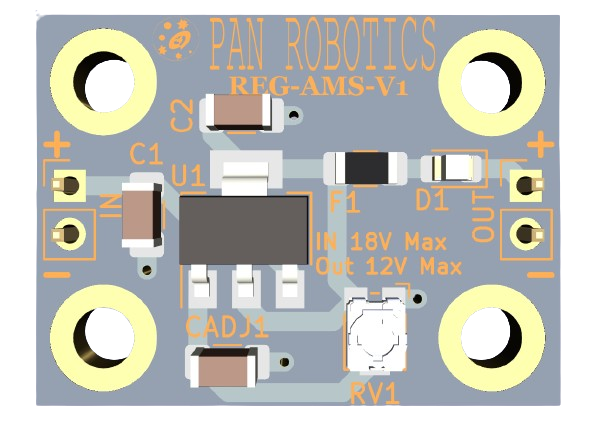 PAN ROBOTICS
REG-AMS-V1
C2
+
+
C1
U1
IN
F1
D1
OUT
IN 18V Max
Out 12V Max
-
-
CADJ1
RV1